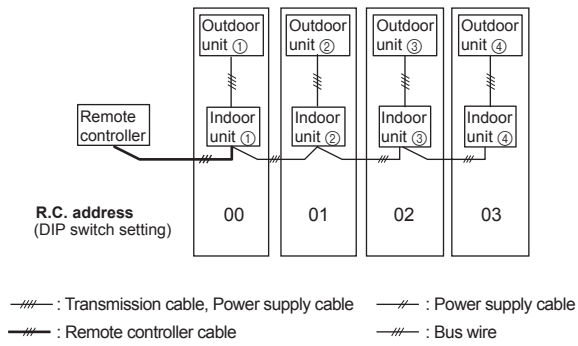 Outdoor unit ①
Outdoor unit ②
Outdoor unit ③
Outdoor unit ④
Remote controller
Indoor unit ①
Indoor unit ②
Indoor unit ③
Indoor unit ④
R.C. address
(DIP switch setting)
00 01 02 03
: Transmission cable, Power supply cable
: Power supply cable
: Remote controller cable
: Bus wire